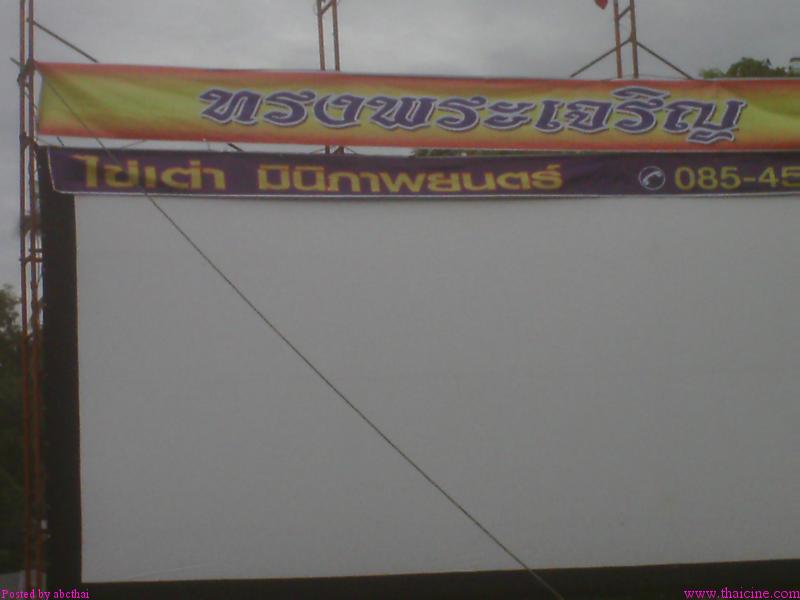 ทรงพระเจริญ
ไข่เต่า มินิภาพยนตร์ 085-45
Posted by abcthai
www.thaicine.com